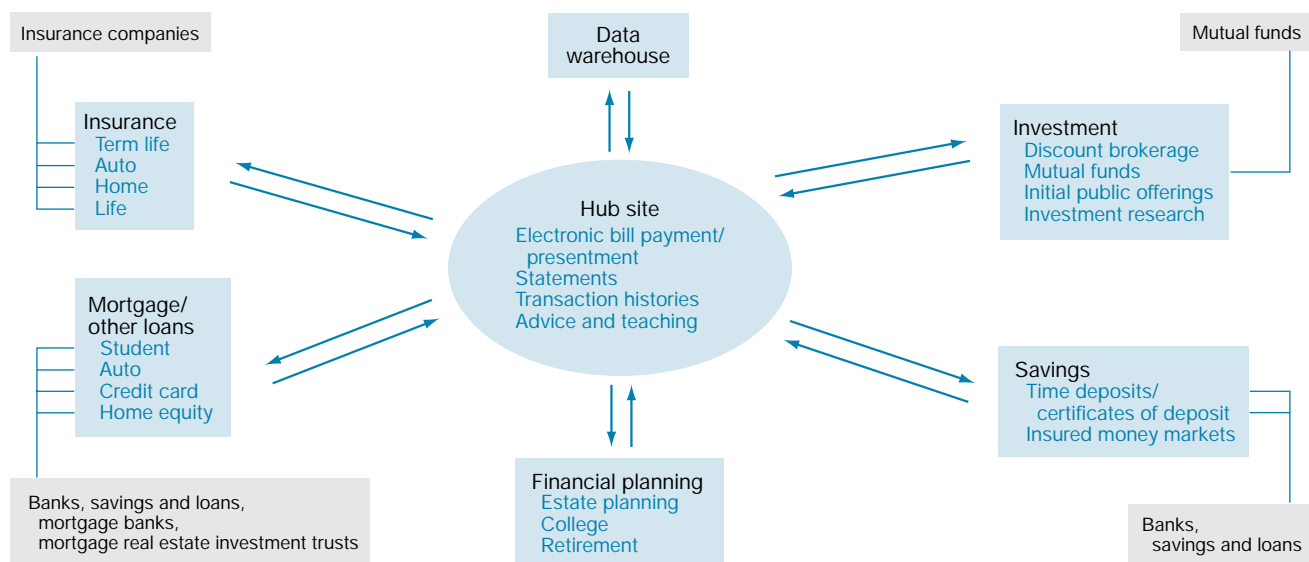 Insurance companies
Data
warehouse
Mutual funds
Insurance
Term life
Auto
Home
Life
Investment
Discount brokerage
Mutual funds
Initial public offerings
Investment research
Hub site
Electronic bill payment/
presentment
Statements
Transaction histories
Advice and teaching
Mortgage/
other loans
Student
Auto
Credit card
Home equity
Savings
Time deposits/
certificates of deposit
Insured money markets
Financial planning
Estate planning
College
Retirement
Banks, savings and loans,
mortgage banks,
mortgage real estate investment trusts
Banks,
savings and loans